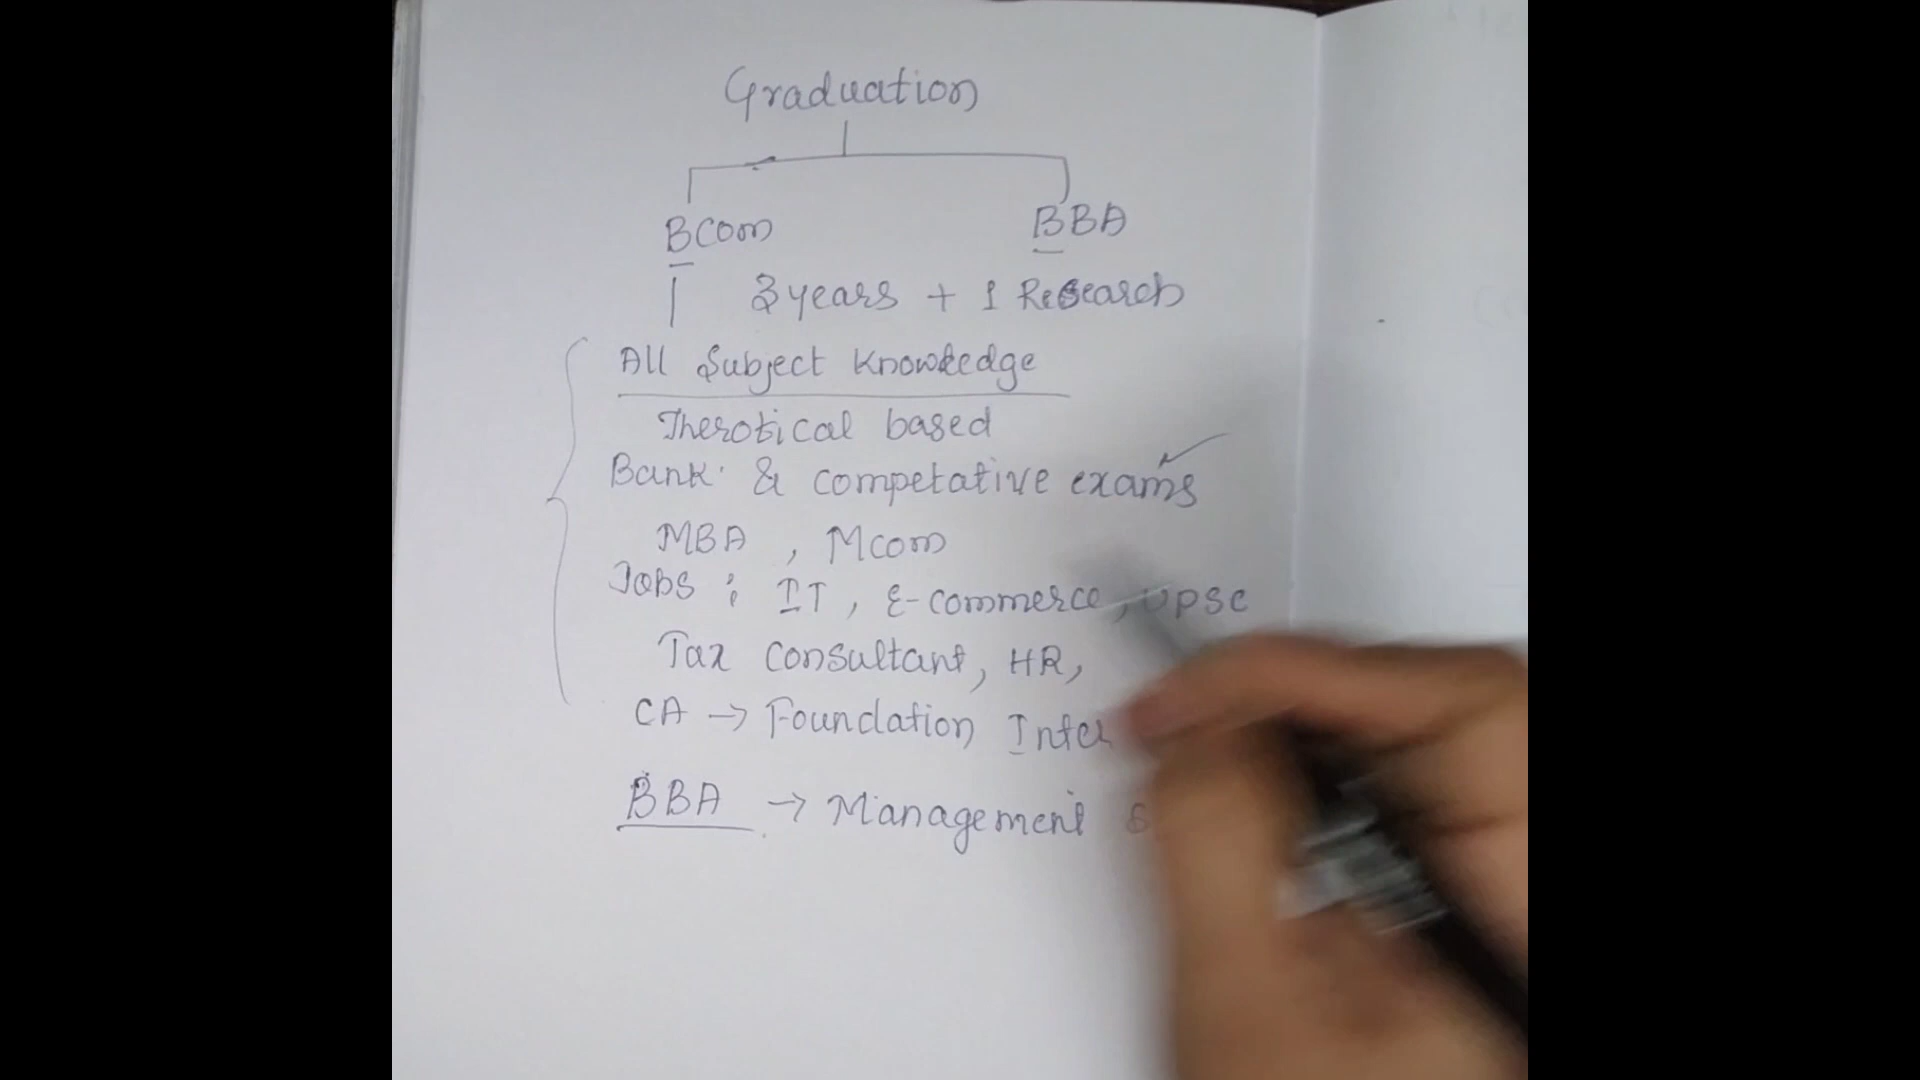 Graduation
BCom BBA
3 years + 1 Research
All Subject Knowledge
Therotical based
Bank & competative exams
MBA, Mcom
Jobs : IT, E-commerce, UPSC
Tax Consultant, HR,
CA → Foundation Inter
BBA → Management